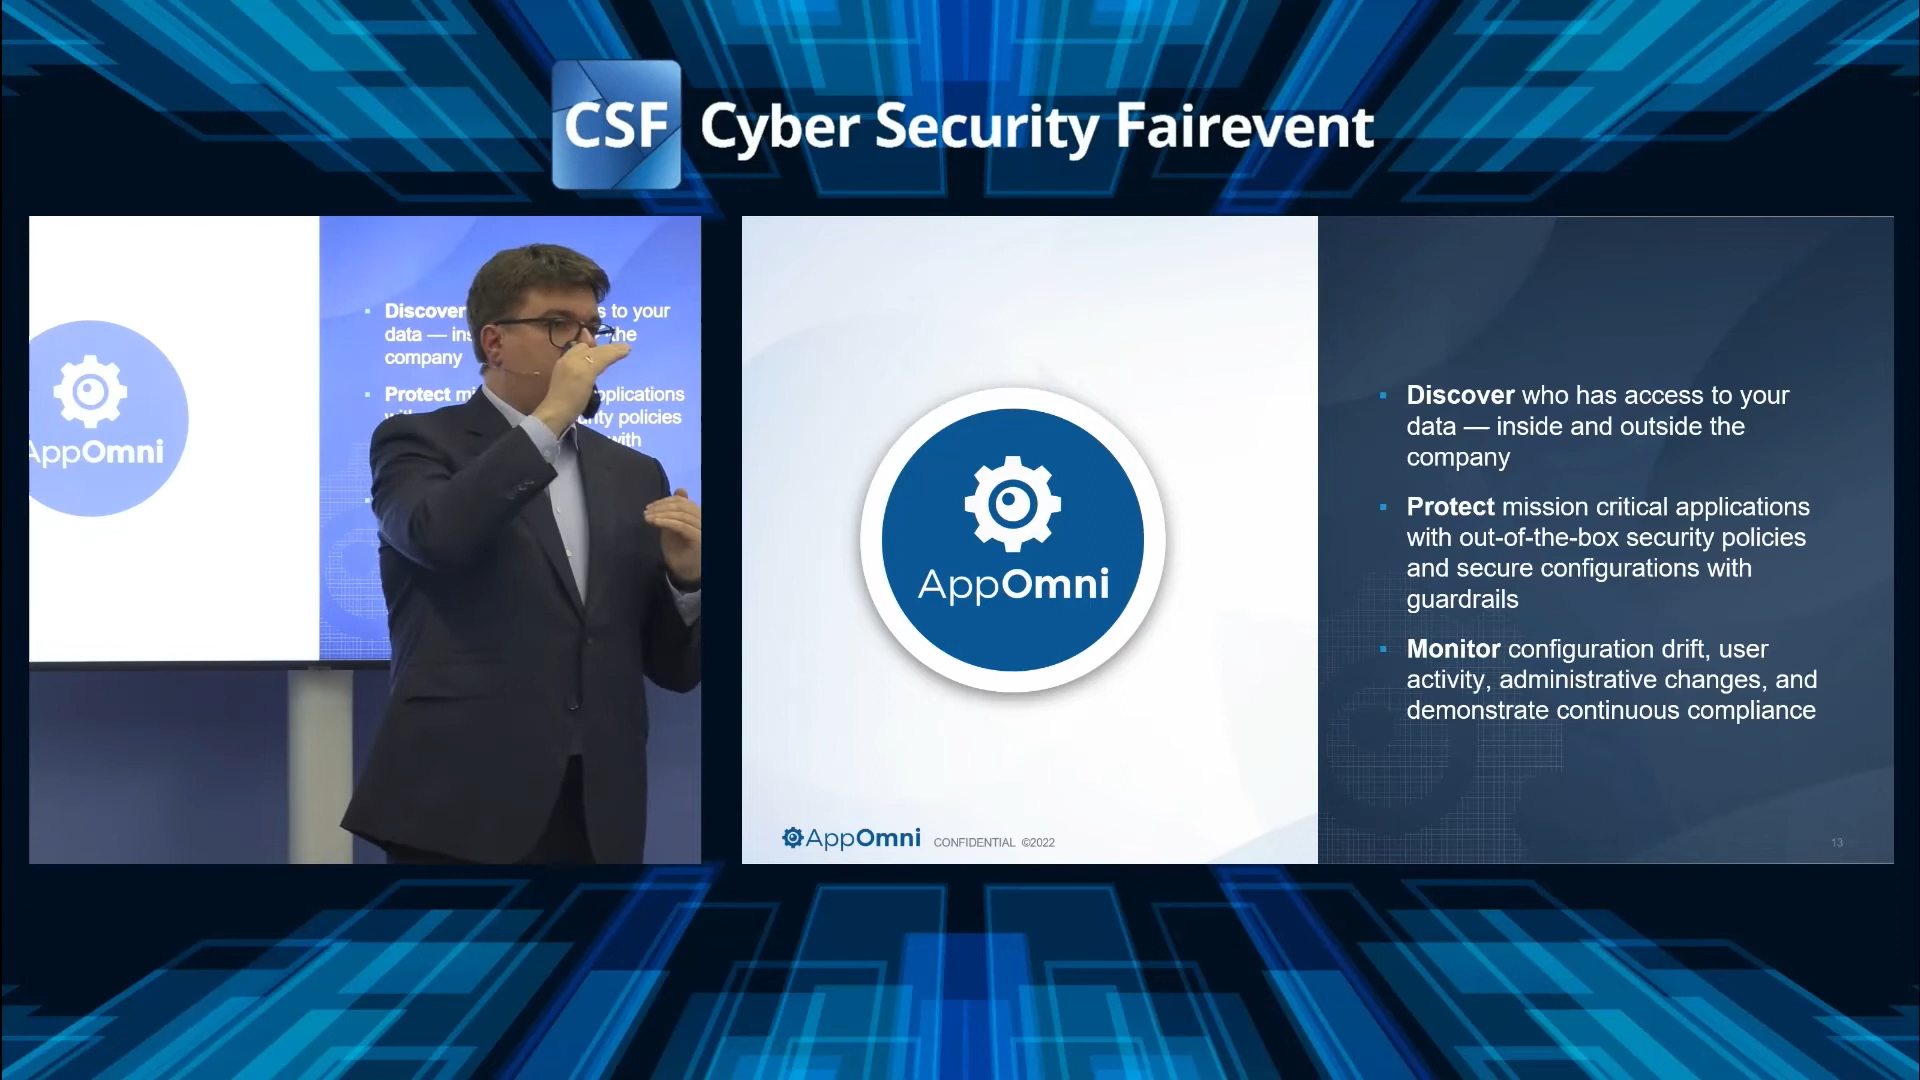 CSF Cyber Security Fairevent
Discover s to your
data — ins the
company
Protect applications
policies
with
AppOmni
AppOmni
▪ Discover who has access to your
data — inside and outside the
company
▪ Protect mission critical applications
with out-of-the-box security policies
and secure configurations with
guardrails
▪ Monitor configuration drift, user
activity, administrative changes, and
demonstrate continuous compliance
AppOmni CONFIDENTIAL ©2022
13